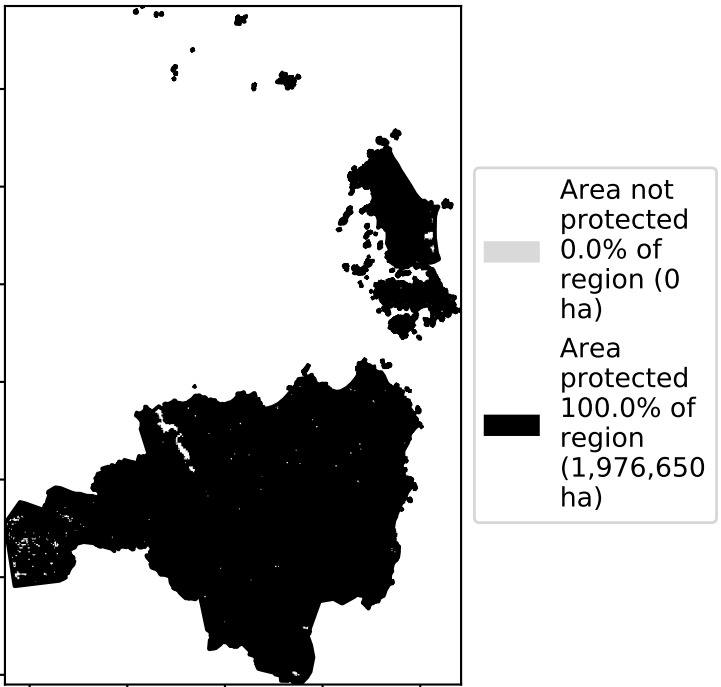 Area not
protected
0.0% of
region (0
ha)
Area
protected
100.0% of
region
(1,976,650
ha)